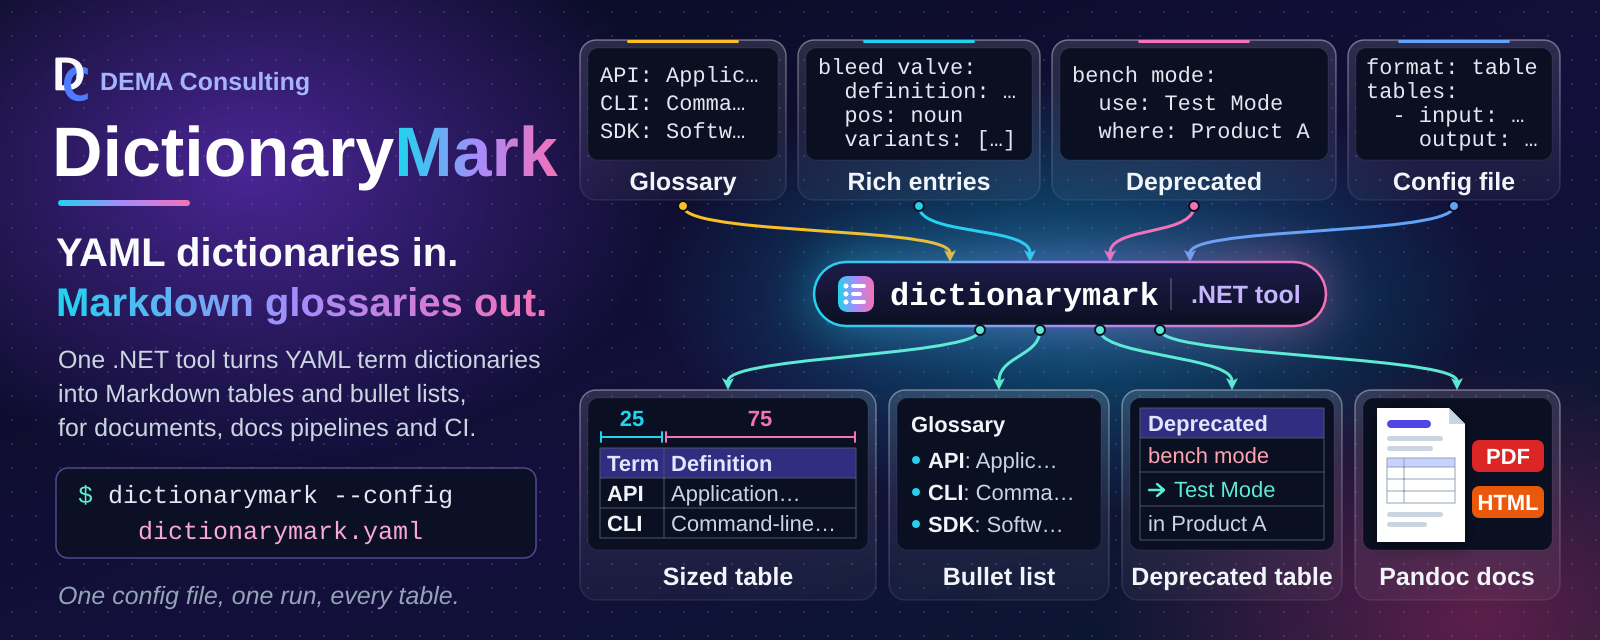 DC DEMA Consulting
DictionaryMark
YAML dictionaries in.
Markdown glossaries out.
One .NET tool turns YAML term dictionaries
into Markdown tables and bullet lists,
for documents, docs pipelines and CI.
$ dictionarymark --config
dictionarymark.yaml
One config file, one run, every table.
API: Applic…
CLI: Comma…
SDK: Softw…
Glossary
bleed valve:
definition: …
pos: noun
variants: […]
Rich entries
bench mode:
use: Test Mode
where: Product A
Deprecated
format: table
tables:
- input: …
output: …
Config file
dictionarymark .NET tool
25 75
Term Definition
API Application…
CLI Command-line…
Sized table
Glossary
• API: Applic…
• CLI: Comma…
• SDK: Softw…
Bullet list
Deprecated
bench mode
→ Test Mode
in Product A
Deprecated table
PDF
HTML
Pandoc docs